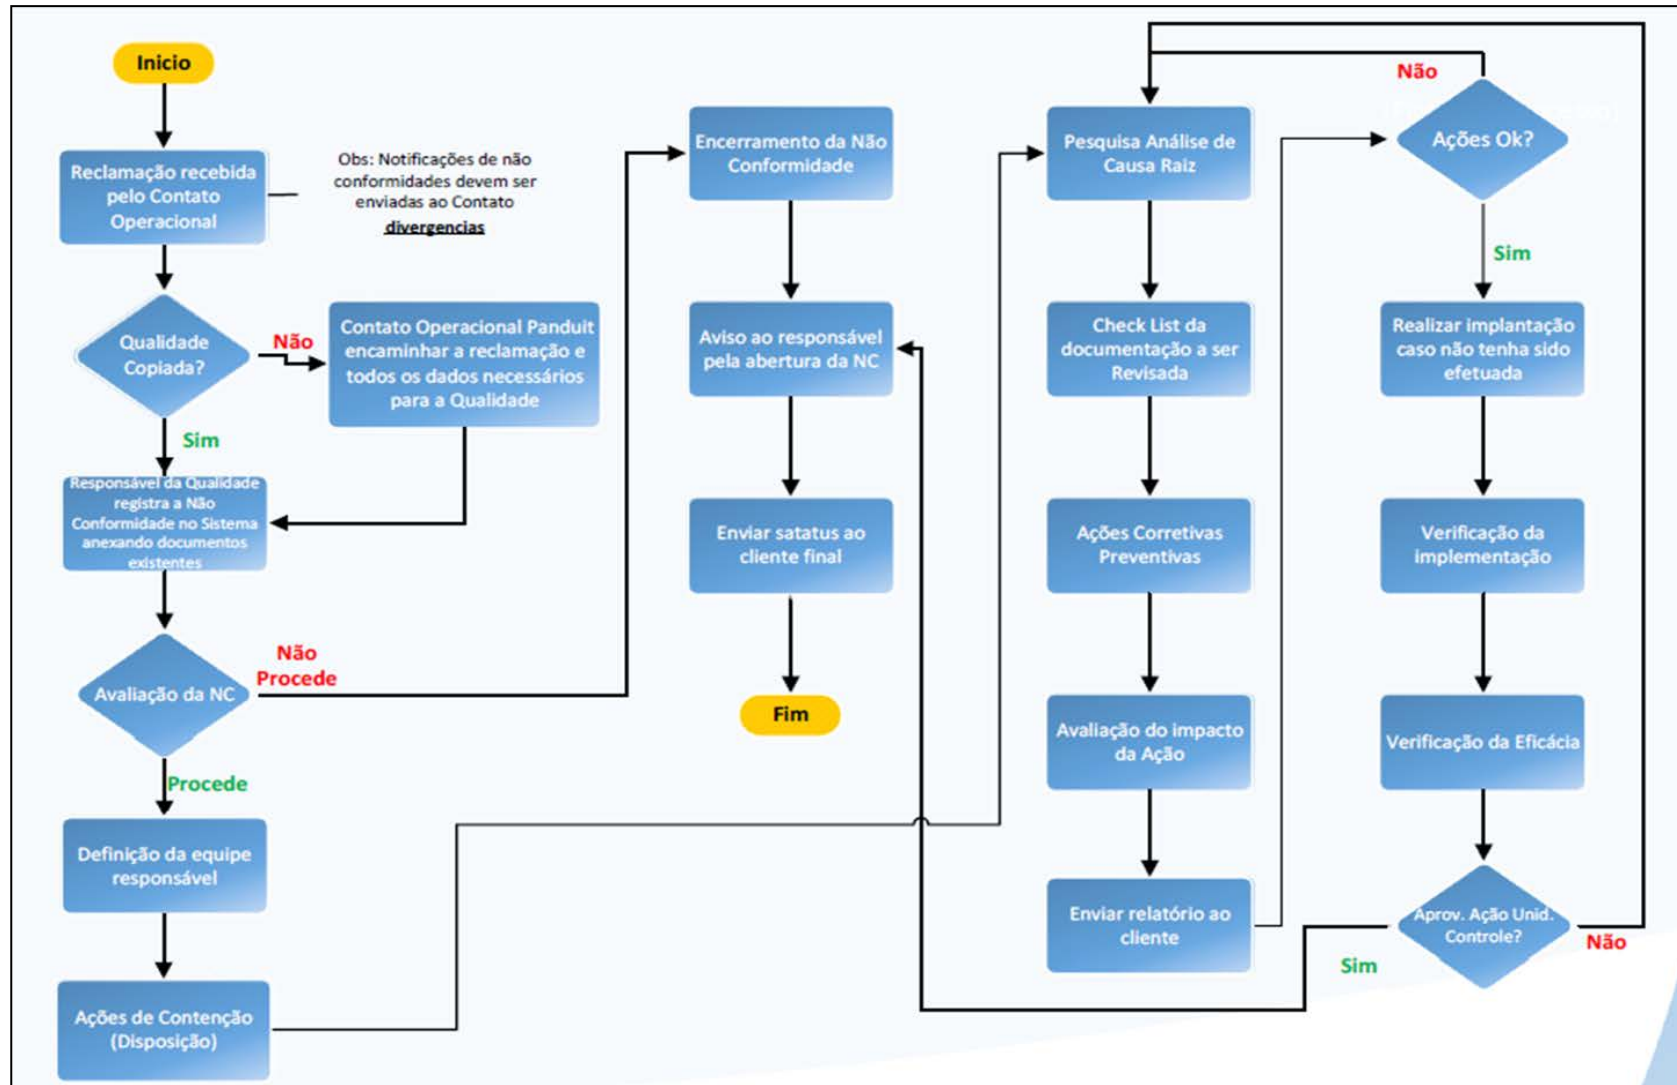 Inicio
Reclamação recebida
pelo Contato
Operacional
Obs: Notificações de não
conformidades devem ser
enviadas ao Contato
divergencias
Qualidade
Copiada?
Não
Contato Operacional Panduit
encaminhar a reclamação e
todos os dados necessários
para a Qualidade
Sim
Responsável da Qualidade
registra a Não
Conformidade no Sistema
anexando documentos
existentes
Avaliação da NC
Não
Procede
Procede
Definição da equipe
responsável
Ações de Contenção
(Disposição)
Encerramento da Não
Conformidade
Aviso ao responsável
pela abertura da NC
Enviar satatus ao
cliente final
Fim
Pesquisa Análise de
Causa Raiz
Check List da
documentação a ser
Revisada
Ações Corretivas
Preventivas
Avaliação do impacto
da Ação
Enviar relatório ao
cliente
Não
Ações Ok?
Sim
Realizar implantação
caso não tenha sido
efetuada
Verificação da
implementação
Verificação da Eficácia
Aprov. Ação Unid.
Controle?
Não
Sim